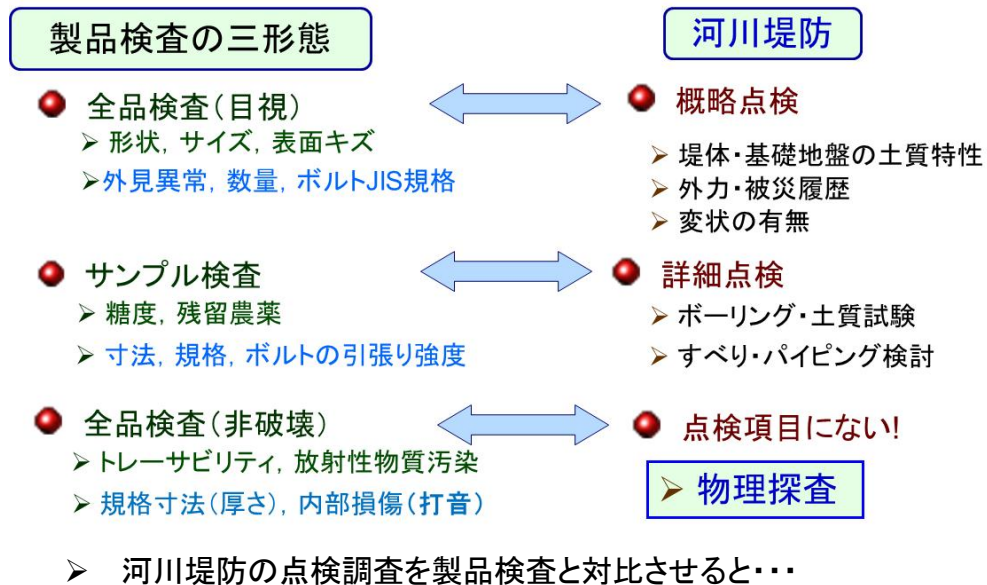 製品検査の三形態
河川堤防
全品検査(目視)
概略点検
➢ 形状, サイズ, 表面キズ
➢外見異常, 数量, ボルトJIS規格
➢ 堤体・基礎地盤の土質特性
➢ 外力・被災履歴
➢ 変状の有無
サンプル検査
詳細点検
➢ 糖度, 残留農薬
➢ 寸法, 規格, ボルトの引張り強度
➢ ボーリング・土質試験
➢ すべり・パイピング検討
全品検査(非破壊)
点検項目にない!
➢トレーサビリティ, 放射性物質汚染
➢ 規格寸法(厚さ), 内部損傷(打音)
➢ 物理探査
➢ 河川堤防の点検調査を製品検査と対比させると・・・